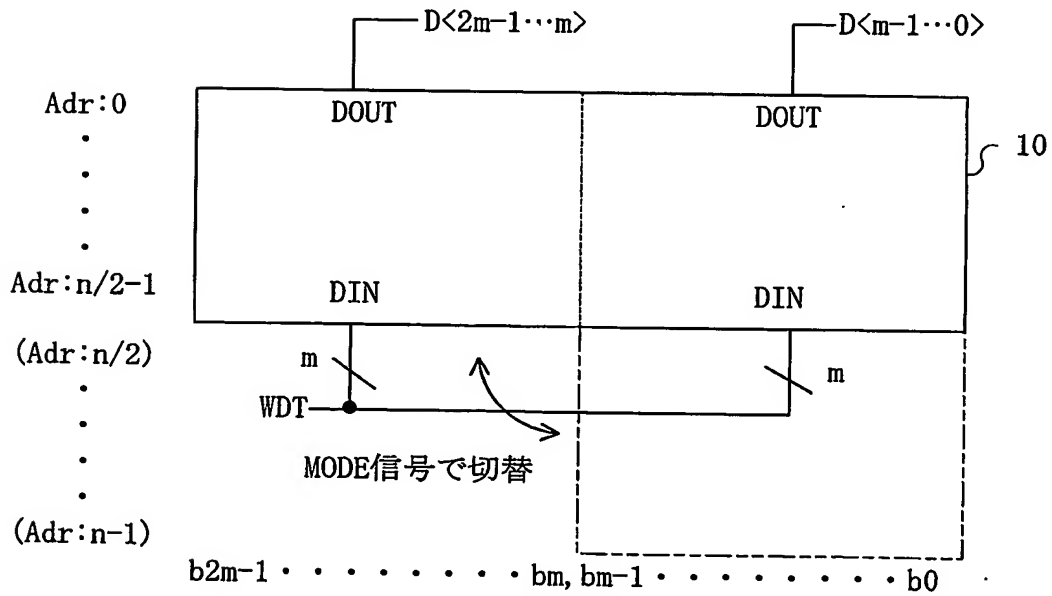 D<2m-1···m>
D<m-1···0>
Adr:0
DOUT
DOUT
10
Adr:n/2-1
DIN
DIN
(Adr:n/2)
m
m
WDT
MODE信号で切替
(Adr:n-1)
b2m-1 · · · · · · · · bm, bm-1 · · · · · · · · b0